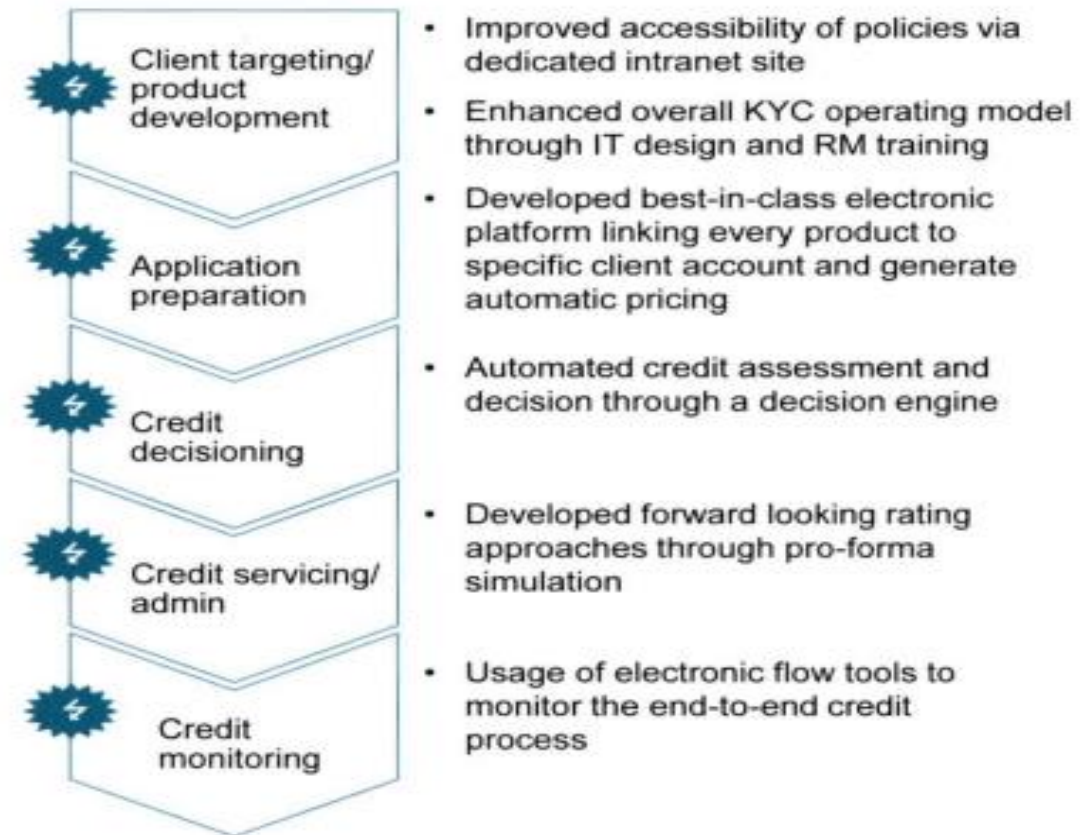 Client targeting/
product
development
• Improved accessibility of policies via
dedicated intranet site
• Enhanced overall KYC operating model
through IT design and RM training
Application
preparation
• Developed best-in-class electronic
platform linking every product to
specific client account and generate
automatic pricing
Credit
decisioning
• Automated credit assessment and
decision through a decision engine
Credit servicing/
admin
• Developed forward looking rating
approaches through pro-forma
simulation
Credit
monitoring
• Usage of electronic flow tools to
monitor the end-to-end credit
process